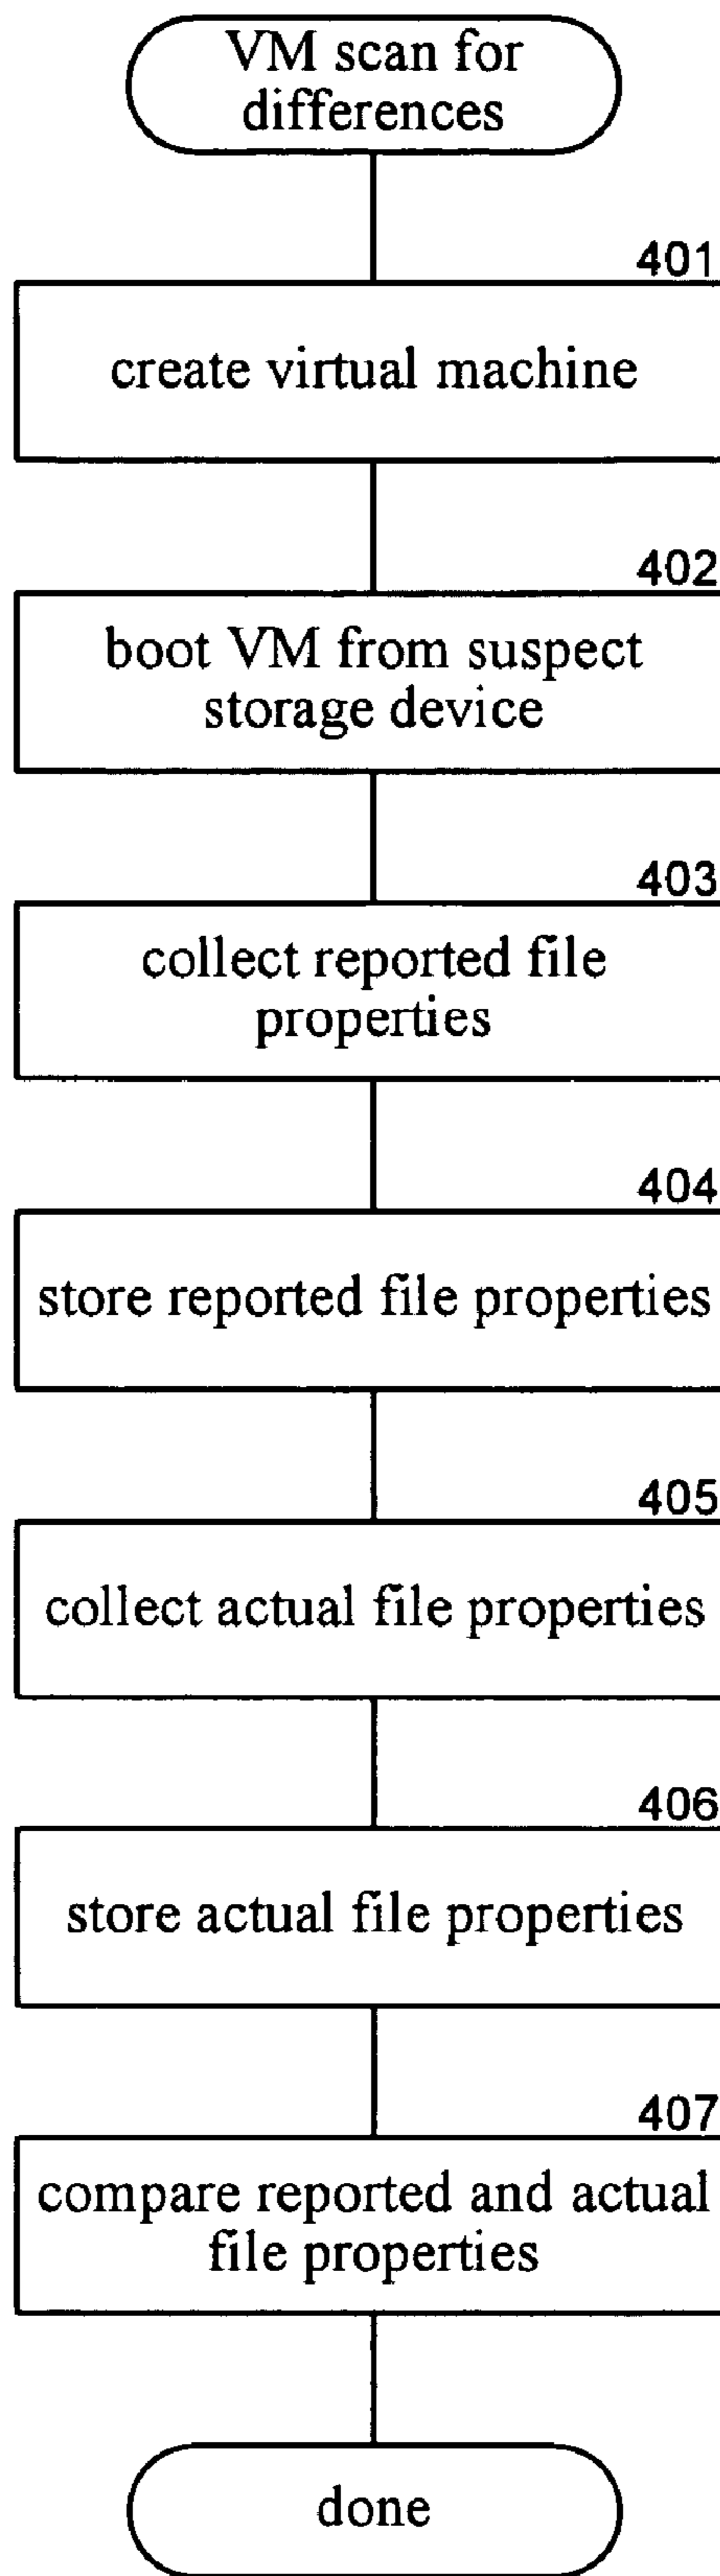 VM scan for
differences
401
create virtual machine
402
boot VM from suspect
storage device
403
collect reported file
properties
404
store reported file properties
405
collect actual file properties
406
store actual file properties
407
compare reported and actual
file properties
done